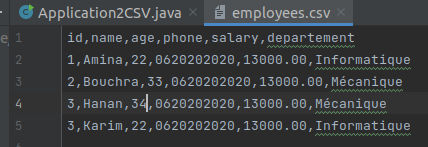 Application2CSV.java employees.csv
1 id,name,age,phone,salary,departement
2 1,Amina,22,0620202020,13000.00,Informatique
3 2,Bouchra,33,0620202020,13000.00,Mécanique
4 3,Hanan,34,0620202020,13000.00,Mécanique
5 3,Karim,22,0620202020,13000.00,Informatique